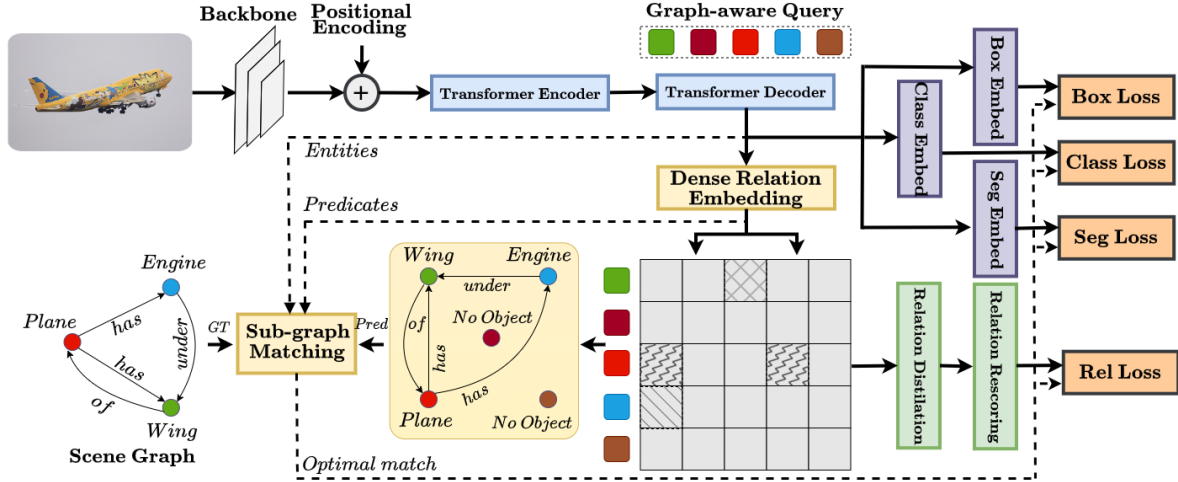 Backbone
Positional
Encoding
+
Transformer Encoder
Transformer Decoder
Graph-aware Query
Box Embed
Class Embed
Seg Embed
Box Loss
Class Loss
Seg Loss
Rel Loss
Entities
Predicates
Dense Relation
Embedding
Engine
Plane
has
has
under
of
Wing
Scene Graph
GT
Sub-graph
Matching
Pred
Wing
Engine
under
of
No Object
has
has
Plane
No Object
Relation Distilation
Relation Rescoring
Optimal match